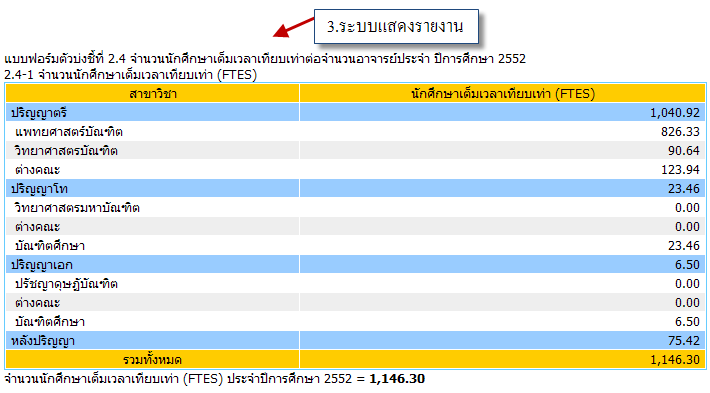 3.ระบบแสดงรายงาน
แบบฟอร์มตัวบ่งชี้ที่ 2.4 จำนวนนักศึกษาเต็มเวลาเทียบเท่าต่อจำนวนอาจารย์ประจำ ปีการศึกษา 2552
2.4-1 จำนวนนักศึกษาเต็มเวลาเทียบเท่า (FTES)
สาขาวิชา นักศึกษาเต็มเวลาเทียบเท่า (FTES)
ปริญญาตรี 1,040.92
แพทยศาสตร์บัณฑิต 826.33
วิทยาศาสตรบัณฑิต 90.64
ต่างคณะ 123.94
ปริญญาโท 23.46
วิทยาศาสตรมหาบัณฑิต 0.00
ต่างคณะ 0.00
บัณฑิตศึกษา 23.46
ปริญญาเอก 6.50
ปรัชญาดุษฎีบัณฑิต 0.00
ต่างคณะ 0.00
บัณฑิตศึกษา 6.50
หลังปริญญา 75.42
รวมทั้งหมด 1,146.30
จำนวนนักศึกษาเต็มเวลาเทียบเท่า (FTES) ประจำปีการศึกษา 2552 = 1,146.30